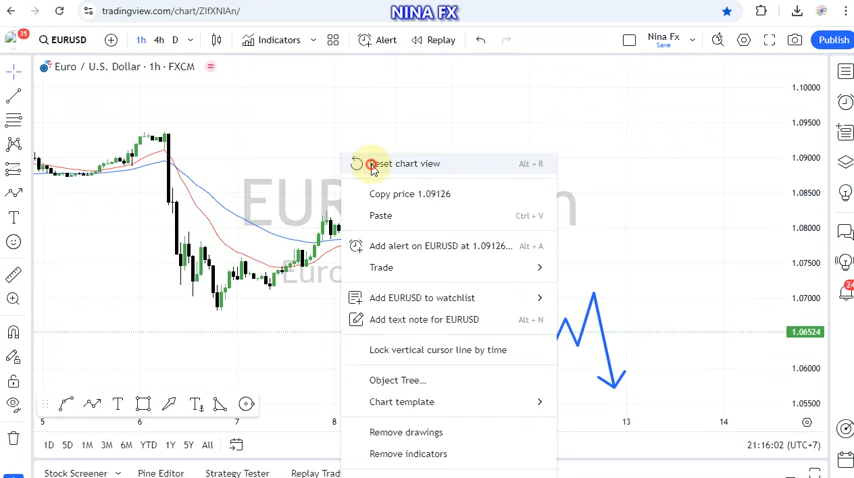 NINA FX
tradingview.com/chart/ZIfXNIAn/
35
EURUSD
1h
4h
D
Indicators
Alert
Replay
Nina Fx
Save
Publish
Euro / U.S. Dollar · 1h · FXCM
1.10000
1.09500
1.09000
1.08500
1.08000
1.07500
1.07000
1.06524
1.06000
1.05500
Reset chart view
Alt + R
Copy price 1.09126
Paste
Ctrl + V
Add alert on EURUSD at 1.09126...
Alt + A
Trade
Add EURUSD to watchlist
Add text note for EURUSD
Alt + N
Lock vertical cursor line by time
Object Tree...
Chart template
Remove drawings
Remove indicators
24
5
6
7
8
13
14
1D
5D
1M
3M
6M
YTD
1Y
5Y
All
21:16:02 (UTC+7)
Stock Screener
Pine Editor
Strategy Tester